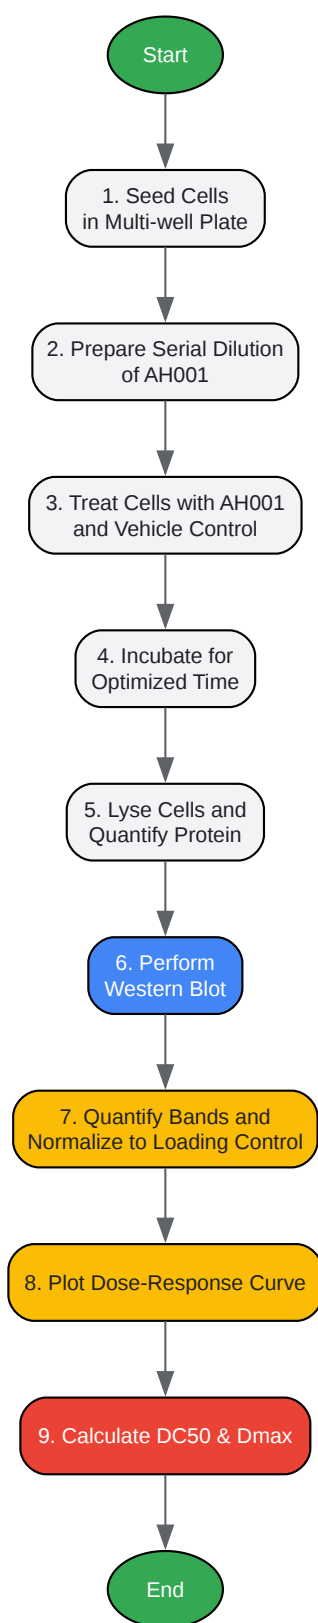 Start
1. Seed Cells
in Multi-well Plate
2. Prepare Serial Dilution
of AH001
3. Treat Cells with AH001
and Vehicle Control
4. Incubate for
Optimized Time
5. Lyse Cells and
Quantify Protein
6. Perform
Western Blot
7. Quantify Bands and
Normalize to Loading Control
8. Plot Dose-Response Curve
9. Calculate DC50 & Dmax
End